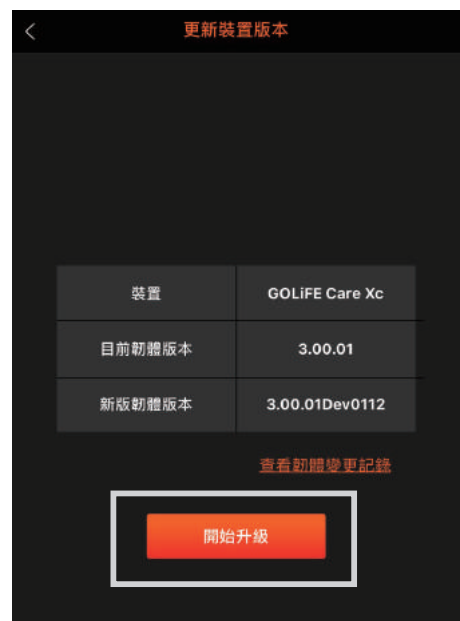 更新裝置版本
裝置 GOLiFE Care Xc
目前韌體版本 3.00.01
新版韌體版本 3.00.01Dev0112
查看韌體變更記錄
開始升級